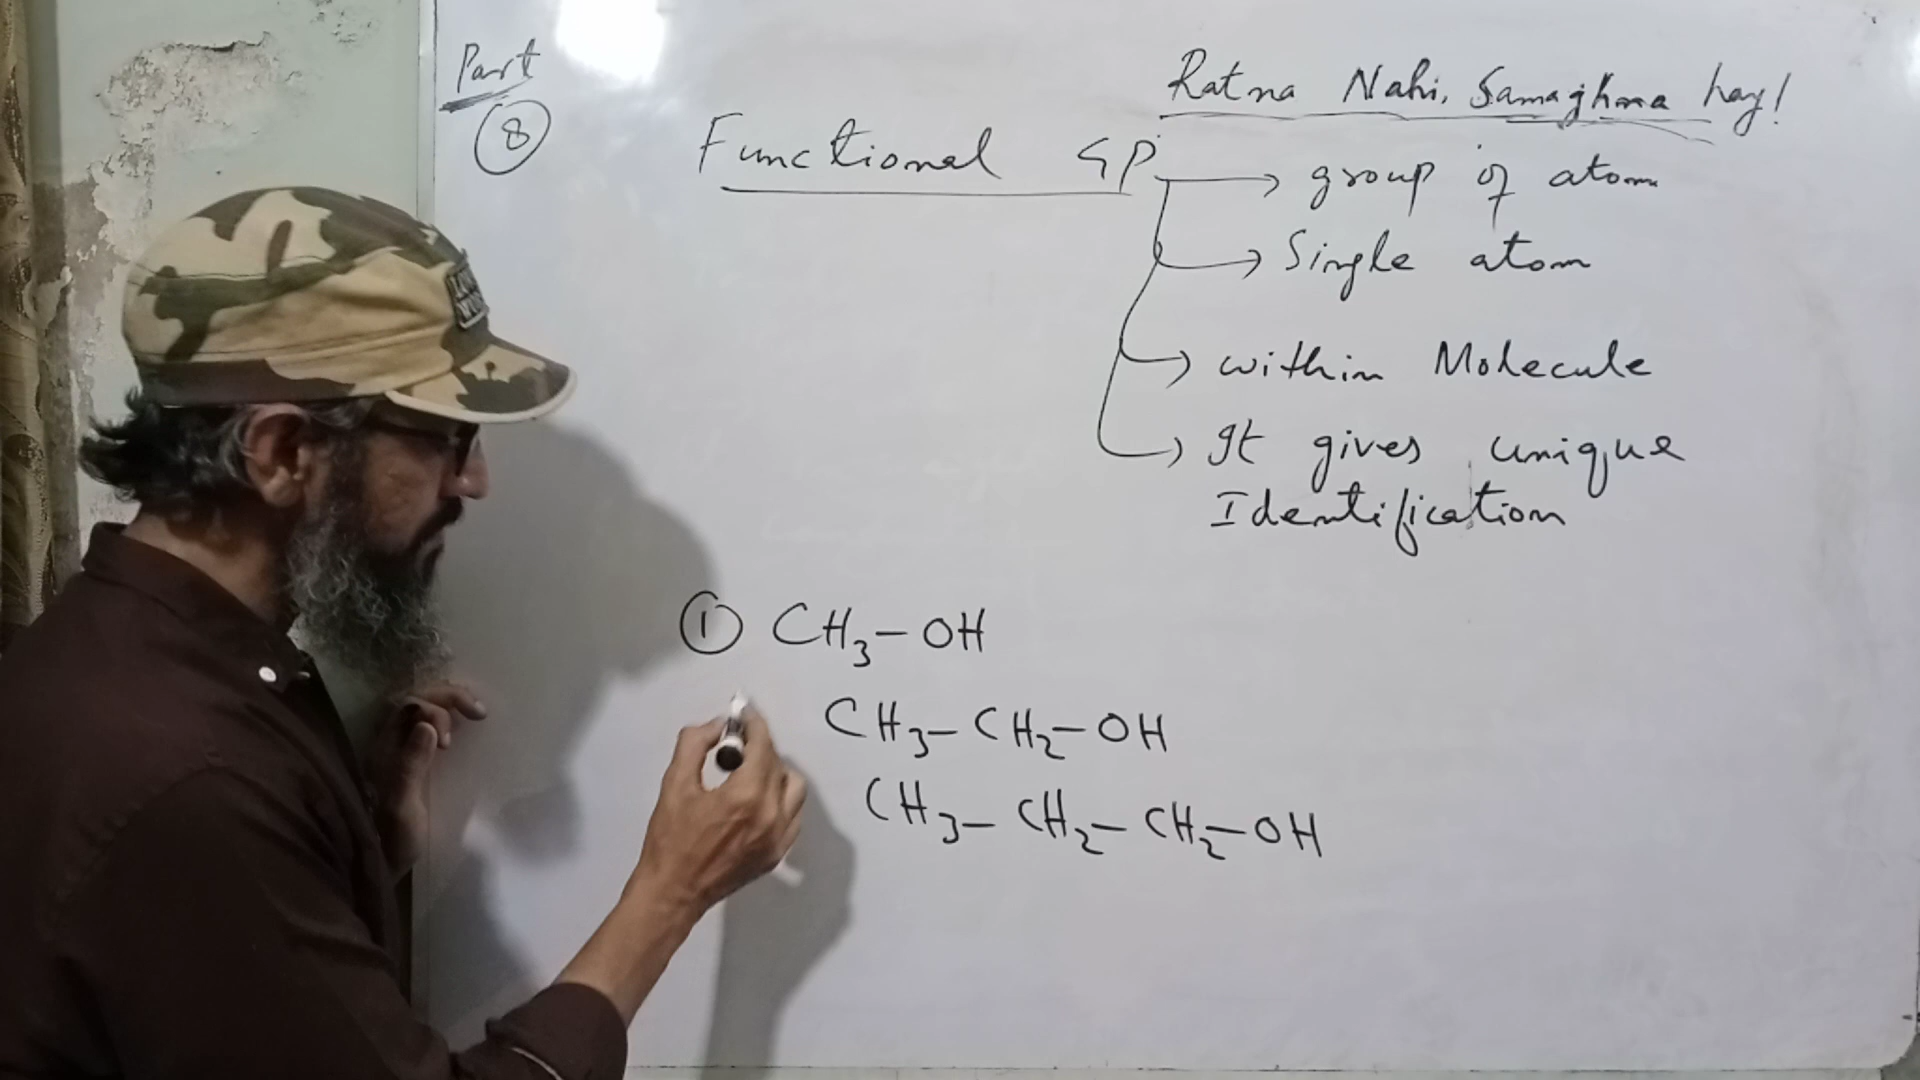 Part
8
Ratna Nahi, Samajhna hay!
Functional GP
group of atom
Single atom
within Molecule
It gives unique
Identification
① CH₃–OH
CH₃–CH₂–OH
CH₃–CH₂–CH₂–OH